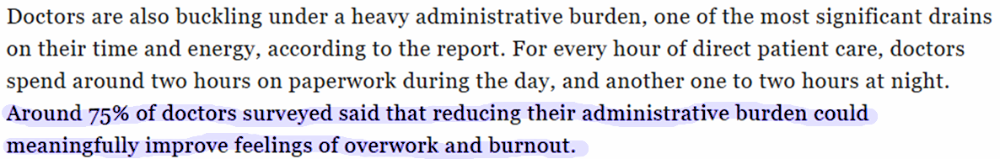 Doctors are also buckling under a heavy administrative burden, one of the most significant drains
on their time and energy, according to the report. For every hour of direct patient care, doctors
spend around two hours on paperwork during the day, and another one to two hours at night.
Around 75% of doctors surveyed said that reducing their administrative burden could
meaningfully improve feelings of overwork and burnout.